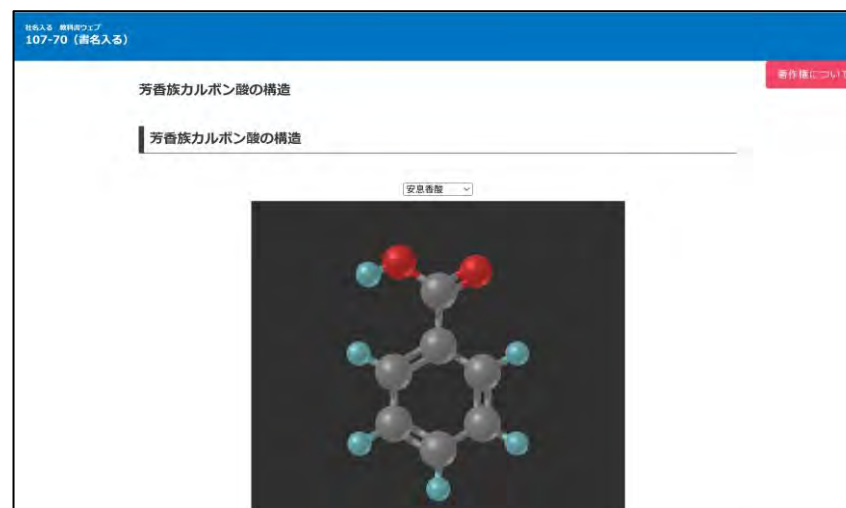 社名入る 教科書ウェブ
107-70（書名入る）
著作権について
芳香族カルボン酸の構造
芳香族カルボン酸の構造
安息香酸